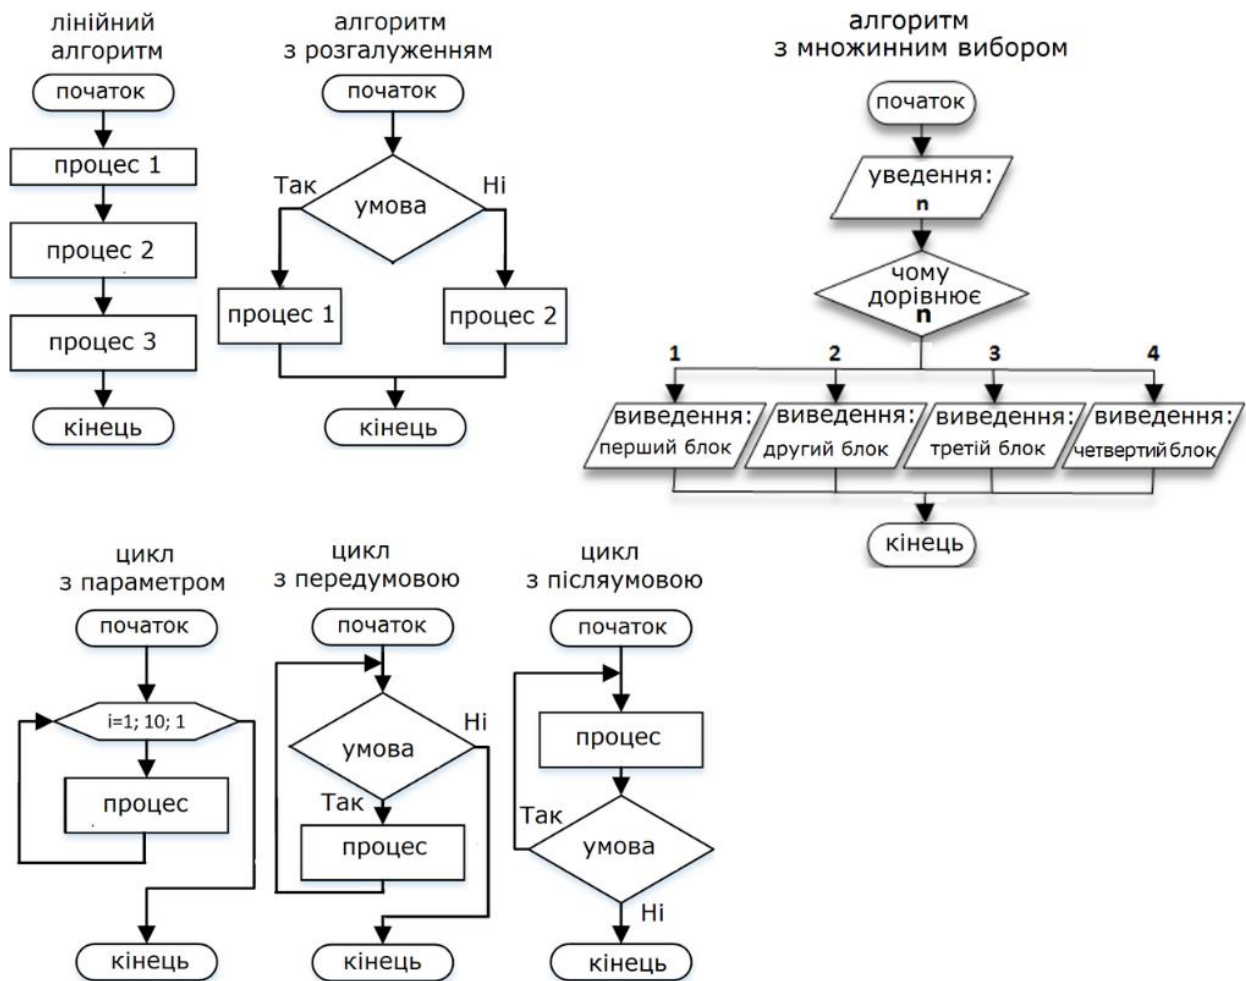 лінійний
алгоритм
початок
процес 1
процес 2
процес 3
кінець
алгоритм
з розгалуженням
початок
Так
Ні
умова
процес 1
процес 2
кінець
алгоритм
з множинним вибором
початок
уведення:
n
чому
дорівнює
n
1
2
3
4
виведення:
перший блок
виведення:
другий блок
виведення:
третій блок
виведення:
четвертий блок
кінець
цикл
з параметром
початок
i=1; 10; 1
процес
кінець
цикл
з передумовою
початок
Ні
умова
Так
процес
кінець
цикл
з післяумовою
початок
процес
Так
умова
Ні
кінець